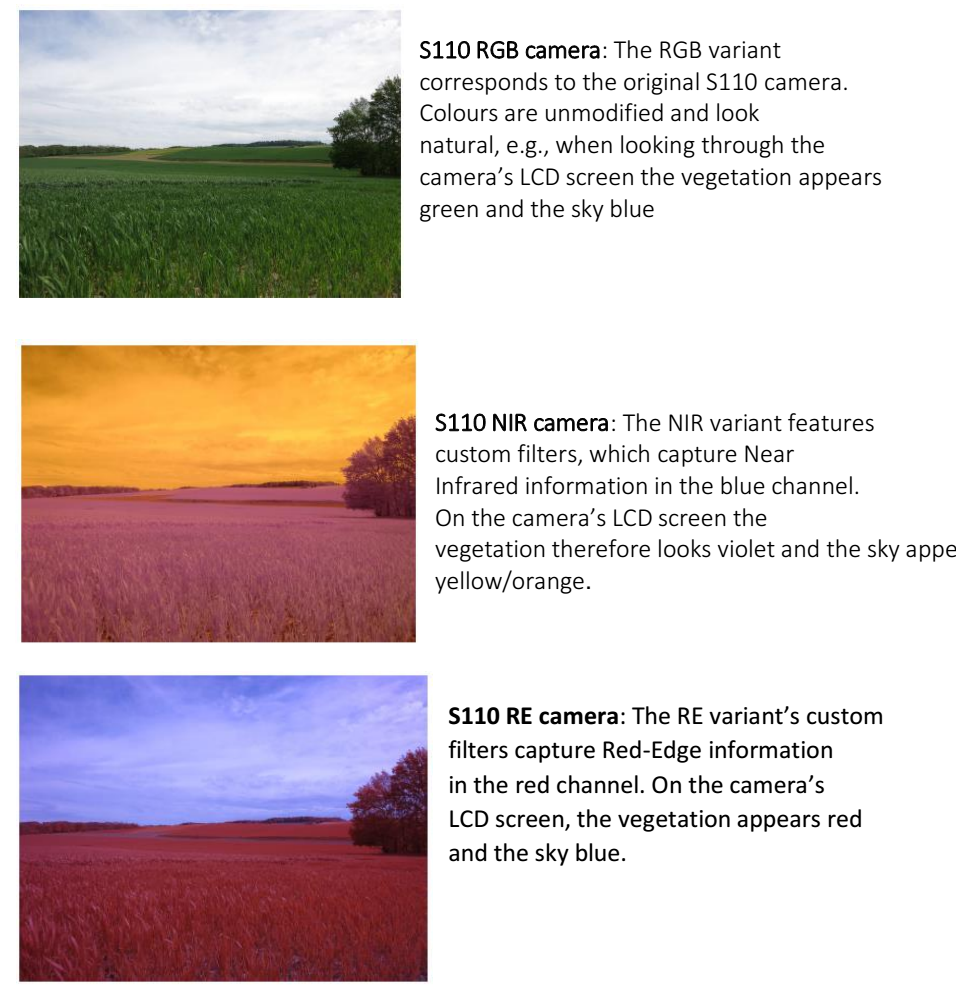 S110 RGB camera: The RGB variant
corresponds to the original S110 camera.
Colours are unmodified and look
natural, e.g., when looking through the
camera's LCD screen the vegetation appears
green and the sky blue
S110 NIR camera: The NIR variant features
custom filters, which capture Near
Infrared information in the blue channel.
On the camera's LCD screen the
vegetation therefore looks violet and the sky appe
yellow/orange.
S110 RE camera: The RE variant's custom
filters capture Red-Edge information
in the red channel. On the camera's
LCD screen, the vegetation appears red
and the sky blue.